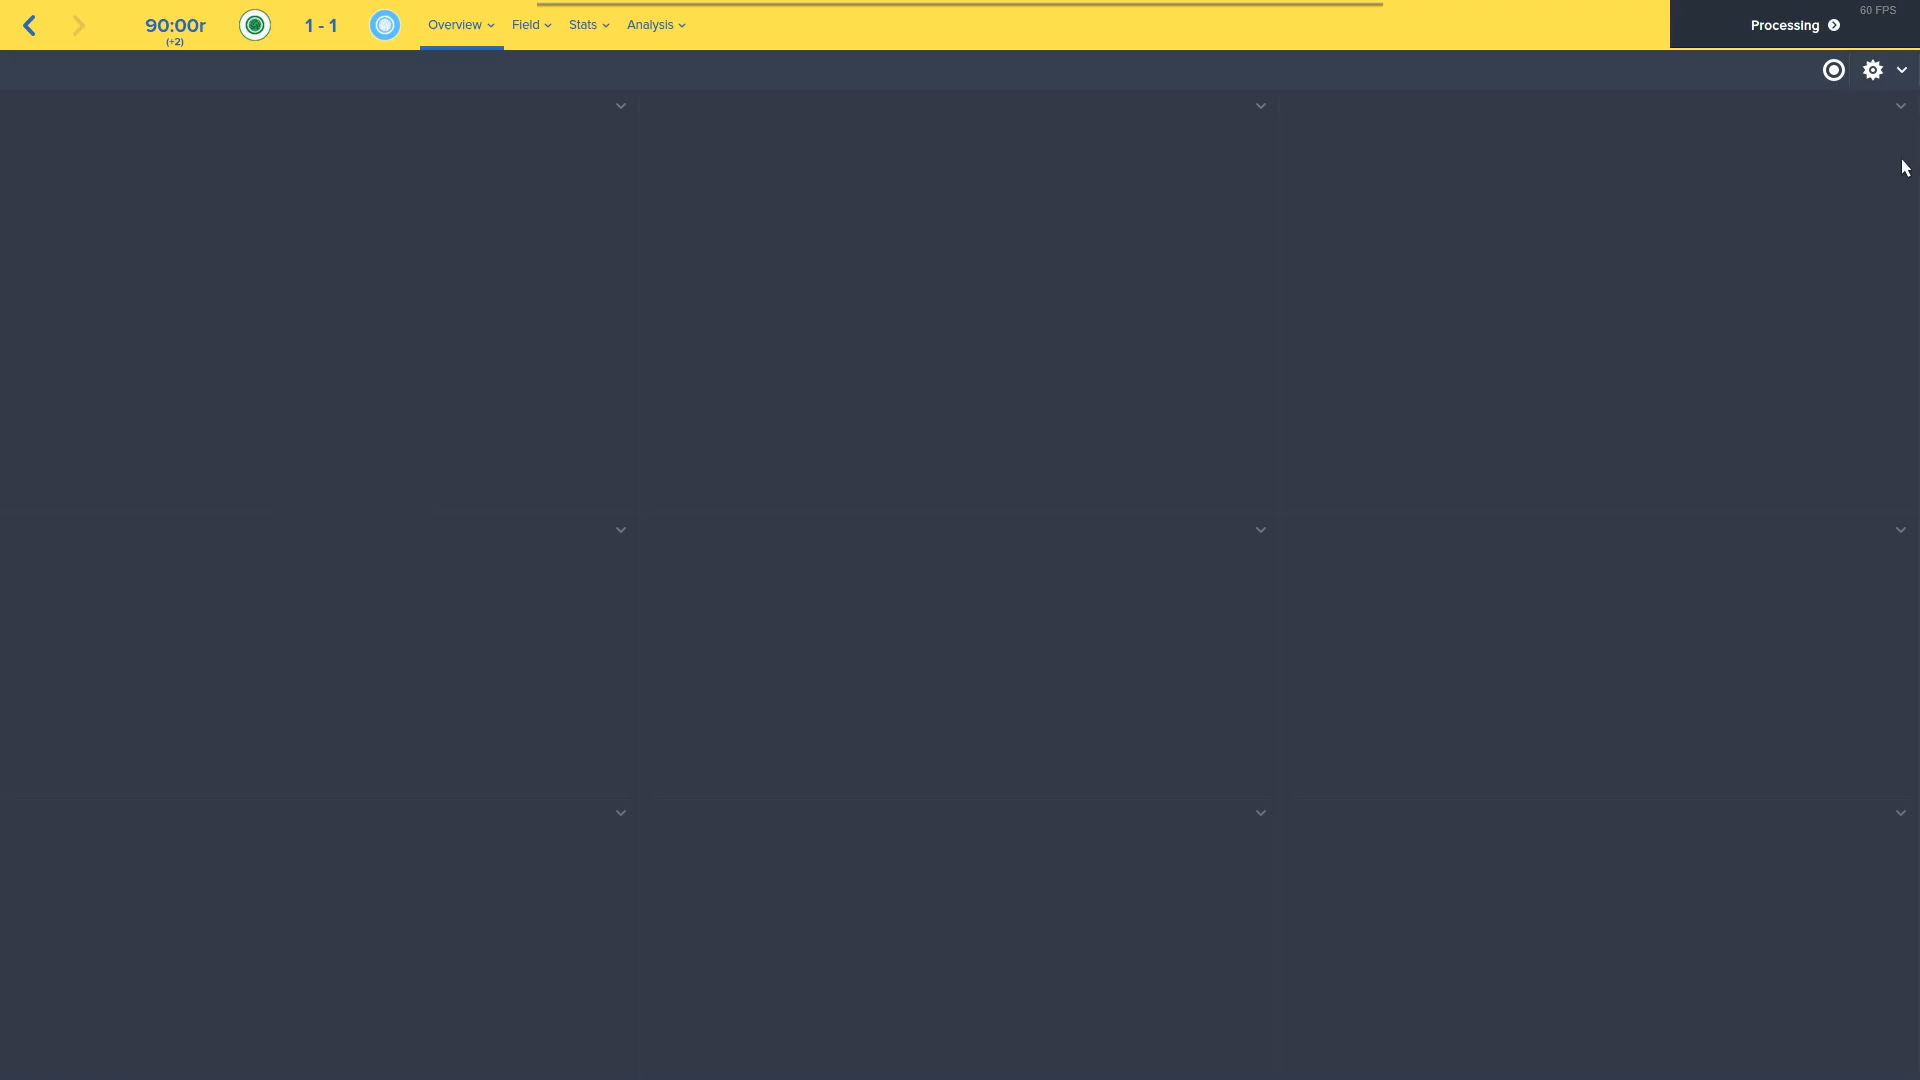 90:00r
(+2)
1 - 1
Overview
Field
Stats
Analysis
Processing
60 FPS